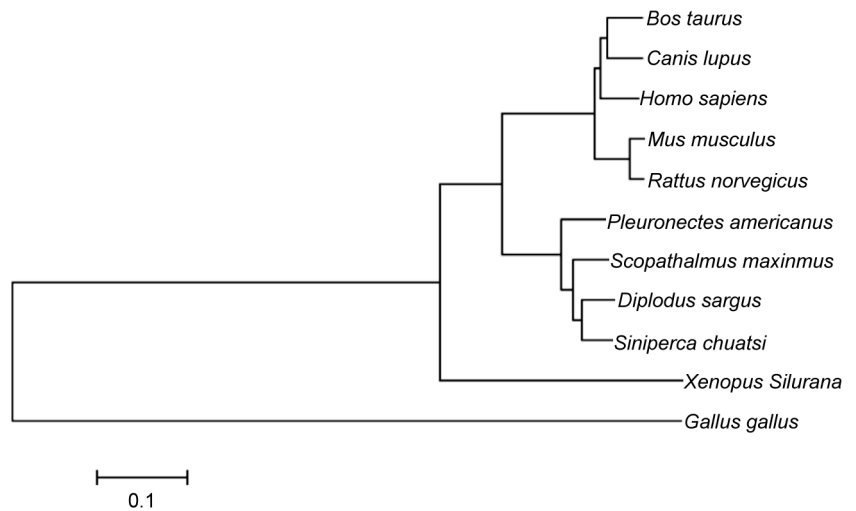 Bos taurus
Canis lupus
Homo sapiens
Mus musculus
Rattus norvegicus
Pleuronectes americanus
Scopathalmus maxinmus
Diplodus sargus
Siniperca chuatsi
Xenopus Silurana
Gallus gallus
0.1